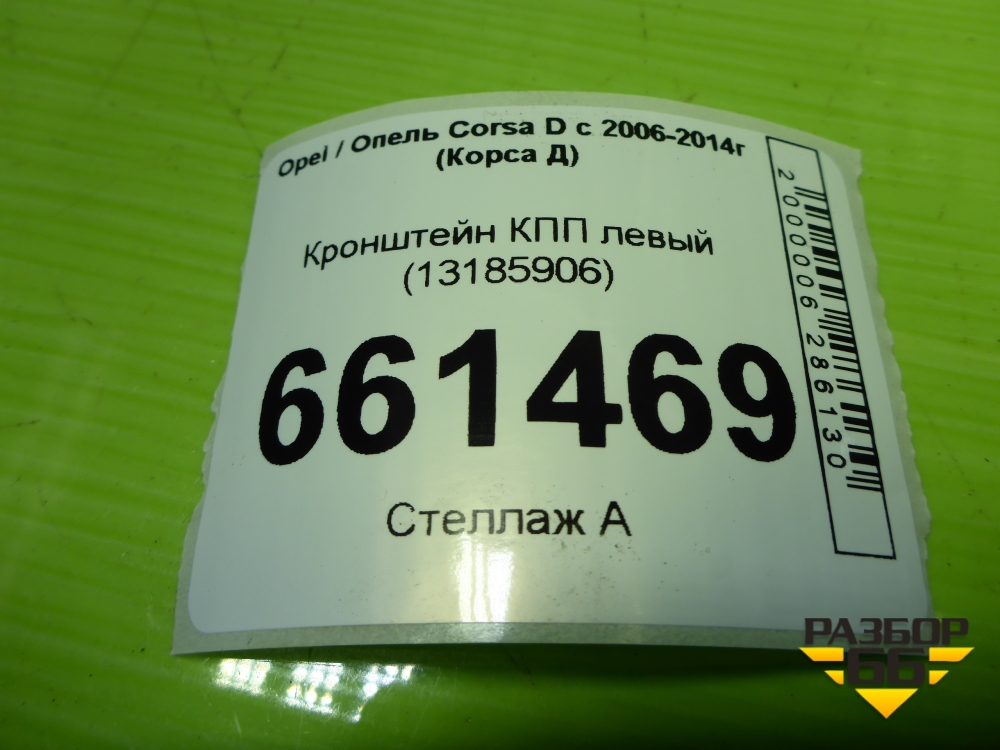 Opel / Опель Corsa D с 2006-2014г
(Корса Д)
Кронштейн КПП левый
(13185906)
661469
Стеллаж А
2000006286130
РАЗБОР
66